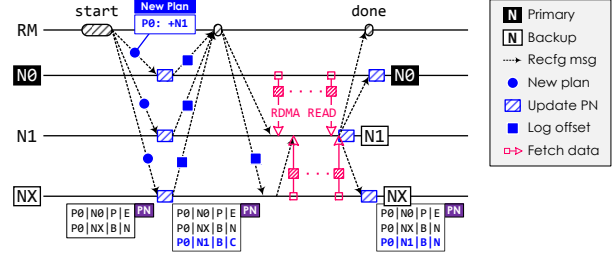 New Plan
P0: +N1
start
done
RM
N0
N0
N1
RDMA READ
N1
NX
NX
P0|N0|P|E
P0|NX|B|N
PN
P0|N0|P|E
P0|NX|B|N
P0|N1|B|C
PN
P0|N0|P|E
P0|NX|B|N
P0|N1|B|N
PN
N Primary
N Backup
Recfg msg
New plan
Update PN
Log offset
Fetch data